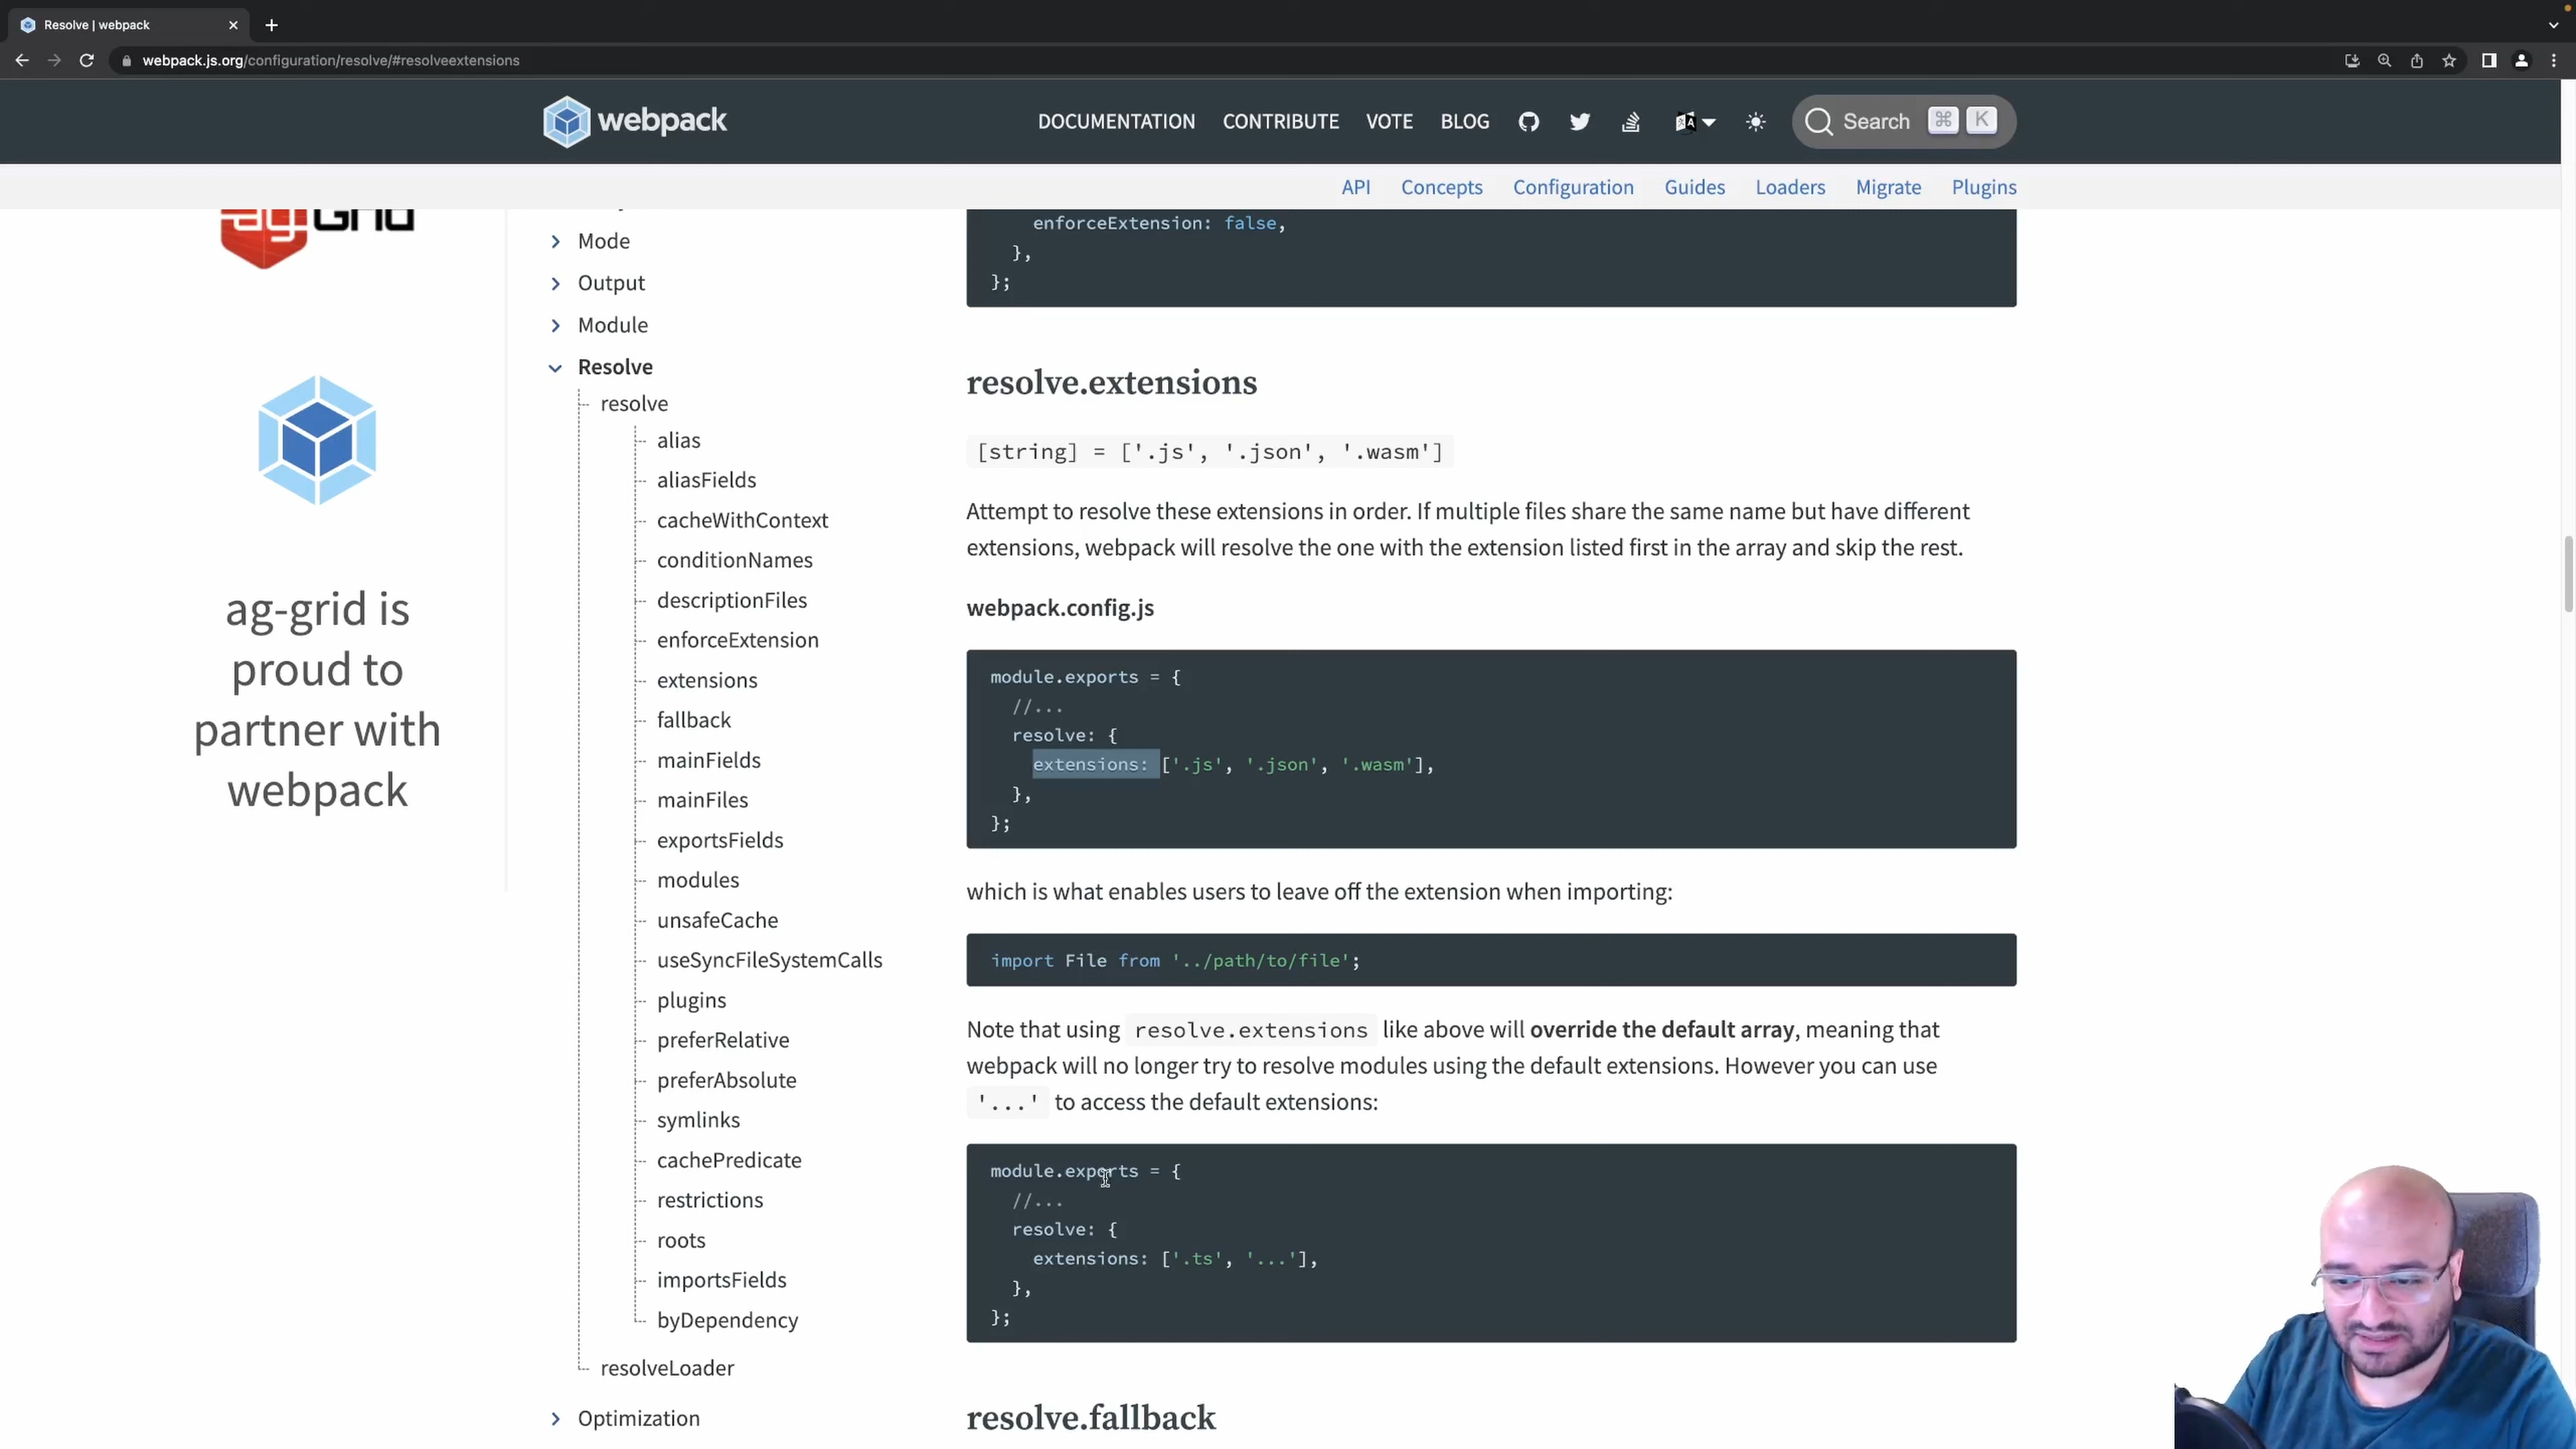 Resolve | webpack
webpack.js.org/configuration/resolve/#resolveextensions
webpack
DOCUMENTATION CONTRIBUTE VOTE BLOG Search ⌘ K
API Concepts Configuration Guides Loaders Migrate Plugins
ag Grid
ag-grid is
proud to
partner with
webpack
Mode
Output
Module
Resolve
resolve
alias
aliasFields
cacheWithContext
conditionNames
descriptionFiles
enforceExtension
extensions
fallback
mainFields
mainFiles
exportsFields
modules
unsafeCache
useSyncFileSystemCalls
plugins
preferRelative
preferAbsolute
symlinks
cachePredicate
restrictions
roots
importsFields
byDependency
resolveLoader
Optimization
enforceExtension: false,
},
};
resolve.extensions
[string] = ['.js', '.json', '.wasm']
Attempt to resolve these extensions in order. If multiple files share the same name but have different
extensions, webpack will resolve the one with the extension listed first in the array and skip the rest.
webpack.config.js
module.exports = {
//...
resolve: {
extensions: ['.js', '.json', '.wasm'],
},
};
which is what enables users to leave off the extension when importing:
import File from '../path/to/file';
Note that using resolve.extensions like above will override the default array, meaning that
webpack will no longer try to resolve modules using the default extensions. However you can use
'...' to access the default extensions:
module.exports = {
//...
resolve: {
extensions: ['.ts', '...'],
},
};
resolve.fallback